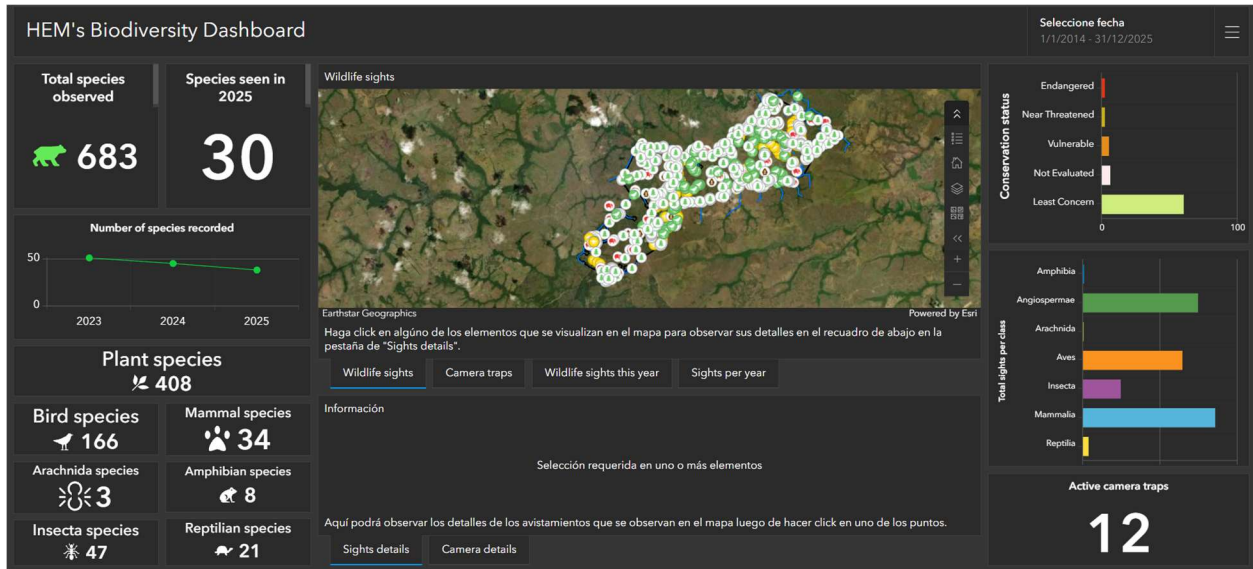 HEM's Biodiversity Dashboard
Seleccione fecha
1/1/2014 - 31/12/2025
Total species
observed
683
Species seen in
2025
30
Number of species recorded
50
0
2023
2024
2025
Plant species
408
Bird species
166
Mammal species
34
Arachnida species
3
Amphibian species
8
Insecta species
47
Reptilian species
21
Wildlife sights
Earthstar Geographics
Powered by Esri
Haga click en algúno de los elementos que se visualizan en el mapa para observar sus detalles en el recuadro de abajo en la
pestaña de "Sights details".
Wildlife sights
Camera traps
Wildlife sights this year
Sights per year
Información
Selección requerida en uno o más elementos
Aquí podrá observar los detalles de los avistamientos que se observan en el mapa luego de hacer click en uno de los puntos.
Sights details
Camera details
Conservation status
Endangered
Near Threatened
Vulnerable
Not Evaluated
Least Concern
0
100
Total sights per class
Amphibia
Angiospermae
Arachnida
Aves
Insecta
Mammalia
Reptilia
Active camera traps
12